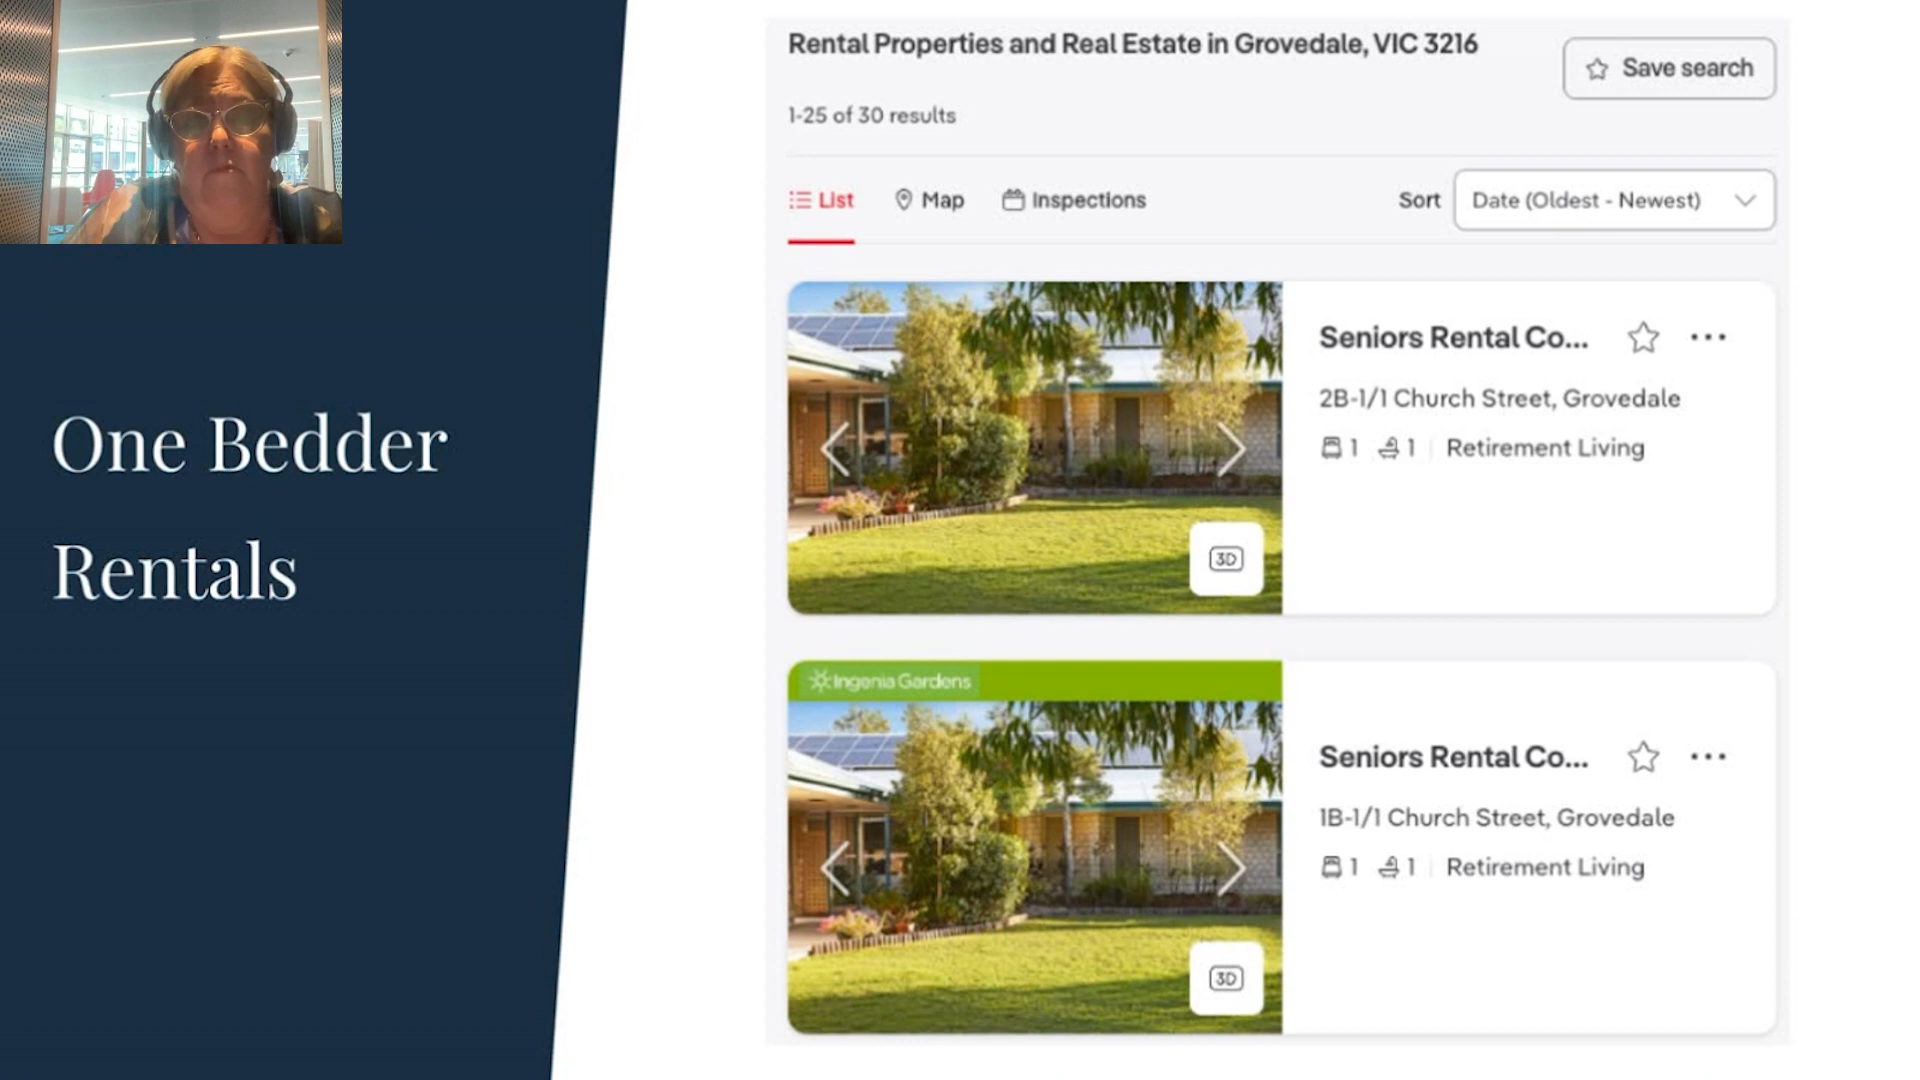 One Bedder
Rentals
Rental Properties and Real Estate in Grovedale, VIC 3216
Save search
1-25 of 30 results
List
Map
Inspections
Sort
Date (Oldest - Newest)
Seniors Rental Co...
2B-1/1 Church Street, Grovedale
1 1 Retirement Living
3D
Ingenia Gardens
Seniors Rental Co...
1B-1/1 Church Street, Grovedale
1 1 Retirement Living
3D